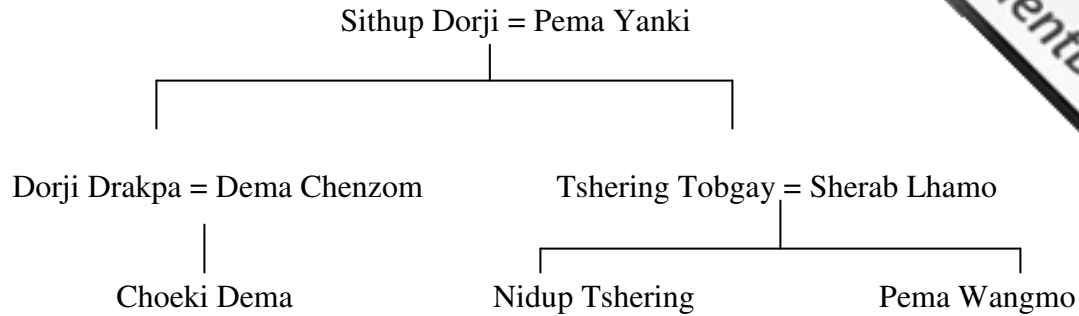 Sithup Dorji = Pema Yanki
Dorji Drakpa = Dema Chenzom Tshering Tobgay = Sherab Lhamo
Choeki Dema Nidup Tshering Pema Wangmo